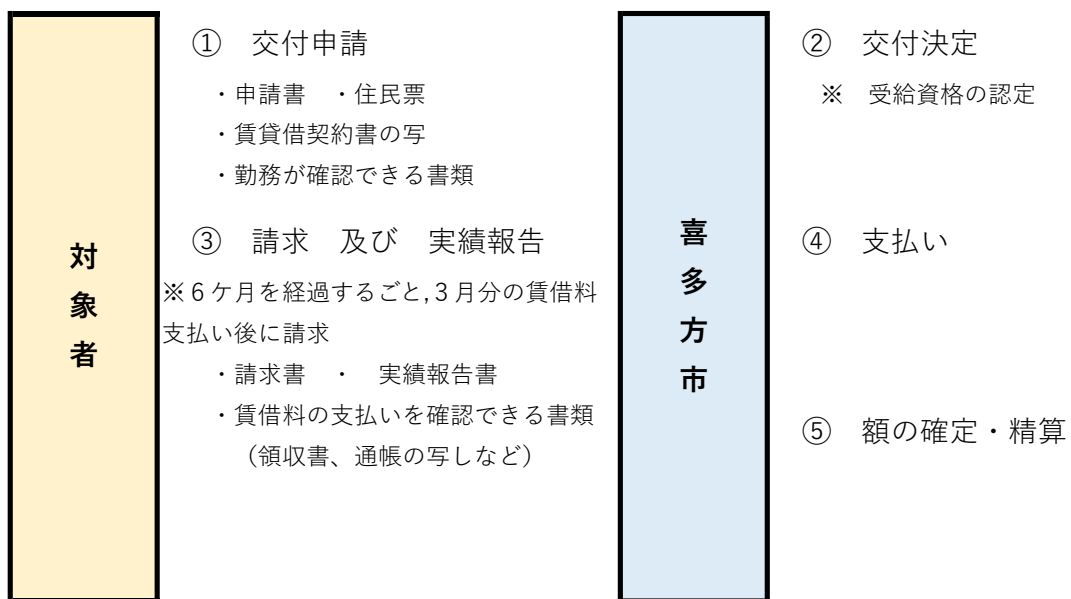 対象者
① 交付申請
・申請書 ・住民票
・賃貸借契約書の写
・勤務が確認できる書類
③ 請求 及び 実績報告
※６ケ月を経過するごと,３月分の賃借料
支払い後に請求
・請求書 ・ 実績報告書
・賃借料の支払いを確認できる書類
（領収書、通帳の写しなど）
喜多方市
② 交付決定
※ 受給資格の認定
④ 支払い
⑤ 額の確定・精算